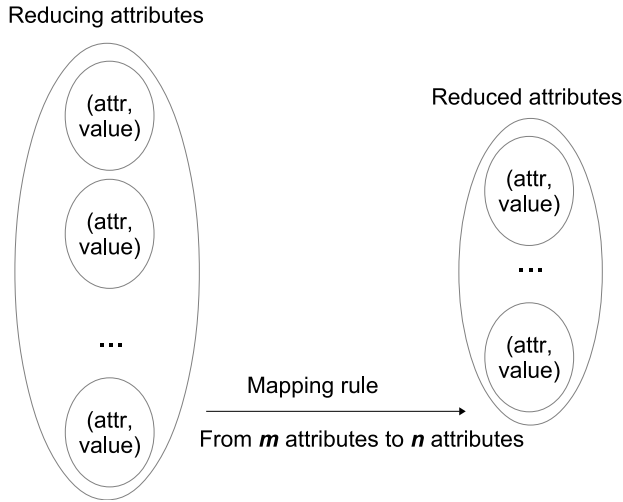 Reducing attributes
(attr,
value)
(attr,
value)
...
(attr,
value)
Reduced attributes
(attr,
value)
...
(attr,
value)
Mapping rule
From m attributes to n attributes